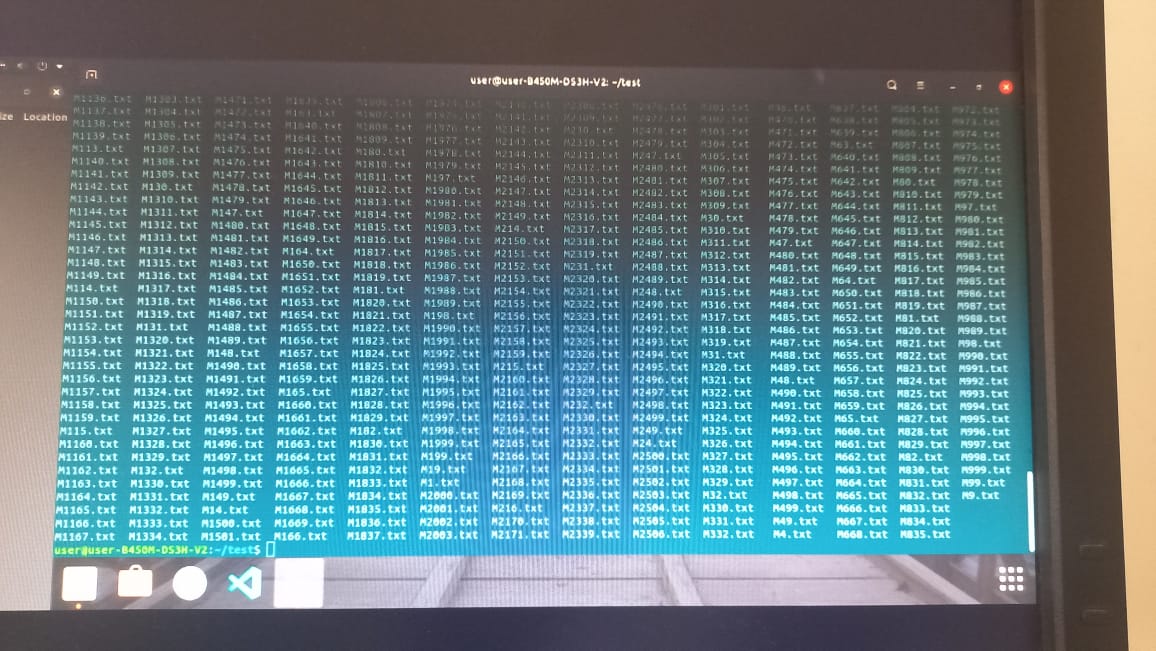 user@user-B450M-DS3H-V2: ~/test
ize Location
M1136.txt M1303.txt M1471.txt M1639.txt M1806.txt M1974.txt M2140.txt M2308.txt M2476.txt M301.txt M46.txt M637.txt M804.txt M972.txt
M1137.txt M1304.txt M1472.txt M163.txt M1807.txt M1975.txt M2141.txt M2309.txt M2477.txt M302.txt M470.txt M638.txt M805.txt M973.txt
M1138.txt M1305.txt M1473.txt M1640.txt M1808.txt M1976.txt M2142.txt M230.txt M2478.txt M303.txt M471.txt M639.txt M806.txt M974.txt
M1139.txt M1306.txt M1474.txt M1641.txt M1809.txt M1977.txt M2143.txt M2310.txt M2479.txt M304.txt M472.txt M63.txt M807.txt M975.txt
M113.txt M1307.txt M1475.txt M1642.txt M180.txt M1978.txt M2144.txt M2311.txt M247.txt M305.txt M473.txt M640.txt M808.txt M976.txt
M1140.txt M1308.txt M1476.txt M1643.txt M1810.txt M1979.txt M2145.txt M2312.txt M2480.txt M306.txt M474.txt M641.txt M809.txt M977.txt
M1141.txt M1309.txt M1477.txt M1644.txt M1811.txt M197.txt M2146.txt M2313.txt M2481.txt M307.txt M475.txt M642.txt M80.txt M978.txt
M1142.txt M130.txt M1478.txt M1645.txt M1812.txt M1980.txt M2147.txt M2314.txt M2482.txt M308.txt M476.txt M643.txt M810.txt M979.txt
M1143.txt M1310.txt M1479.txt M1646.txt M1813.txt M1981.txt M2148.txt M2315.txt M2483.txt M309.txt M477.txt M644.txt M811.txt M97.txt
M1144.txt M1311.txt M147.txt M1647.txt M1814.txt M1982.txt M2149.txt M2316.txt M2484.txt M30.txt M478.txt M645.txt M812.txt M980.txt
M1145.txt M1312.txt M1480.txt M1648.txt M1815.txt M1983.txt M214.txt M2317.txt M2485.txt M310.txt M479.txt M646.txt M813.txt M981.txt
M1146.txt M1313.txt M1481.txt M1649.txt M1816.txt M1984.txt M2150.txt M2318.txt M2486.txt M311.txt M47.txt M647.txt M814.txt M982.txt
M1147.txt M1314.txt M1482.txt M164.txt M1817.txt M1985.txt M2151.txt M2319.txt M2487.txt M312.txt M480.txt M648.txt M815.txt M983.txt
M1148.txt M1315.txt M1483.txt M1650.txt M1818.txt M1986.txt M2152.txt M231.txt M2488.txt M313.txt M481.txt M649.txt M816.txt M984.txt
M1149.txt M1316.txt M1484.txt M1651.txt M1819.txt M1987.txt M2153.txt M2320.txt M2489.txt M314.txt M482.txt M64.txt M817.txt M985.txt
M114.txt M1317.txt M1485.txt M1652.txt M181.txt M1988.txt M2154.txt M2321.txt M248.txt M315.txt M483.txt M650.txt M818.txt M986.txt
M1150.txt M1318.txt M1486.txt M1653.txt M1820.txt M1989.txt M2155.txt M2322.txt M2490.txt M316.txt M484.txt M651.txt M819.txt M987.txt
M1151.txt M1319.txt M1487.txt M1654.txt M1821.txt M198.txt M2156.txt M2323.txt M2491.txt M317.txt M485.txt M652.txt M81.txt M988.txt
M1152.txt M131.txt M1488.txt M1655.txt M1822.txt M1990.txt M2157.txt M2324.txt M2492.txt M318.txt M486.txt M653.txt M820.txt M989.txt
M1153.txt M1320.txt M1489.txt M1656.txt M1823.txt M1991.txt M2158.txt M2325.txt M2493.txt M319.txt M487.txt M654.txt M821.txt M98.txt
M1154.txt M1321.txt M148.txt M1657.txt M1824.txt M1992.txt M2159.txt M2326.txt M2494.txt M31.txt M488.txt M655.txt M822.txt M990.txt
M1155.txt M1322.txt M1490.txt M1658.txt M1825.txt M1993.txt M215.txt M2327.txt M2495.txt M320.txt M489.txt M656.txt M823.txt M991.txt
M1156.txt M1323.txt M1491.txt M1659.txt M1826.txt M1994.txt M2160.txt M2328.txt M2496.txt M321.txt M48.txt M657.txt M824.txt M992.txt
M1157.txt M1324.txt M1492.txt M165.txt M1827.txt M1995.txt M2161.txt M2329.txt M2497.txt M322.txt M490.txt M658.txt M825.txt M993.txt
M1158.txt M1325.txt M1493.txt M1660.txt M1828.txt M1996.txt M2162.txt M232.txt M2498.txt M323.txt M491.txt M659.txt M826.txt M994.txt
M1159.txt M1326.txt M1494.txt M1661.txt M1829.txt M1997.txt M2163.txt M2330.txt M2499.txt M324.txt M492.txt M65.txt M827.txt M995.txt
M115.txt M1327.txt M1495.txt M1662.txt M182.txt M1998.txt M2164.txt M2331.txt M249.txt M325.txt M493.txt M660.txt M828.txt M996.txt
M1160.txt M1328.txt M1496.txt M1663.txt M1830.txt M1999.txt M2165.txt M2332.txt M24.txt M326.txt M494.txt M661.txt M829.txt M997.txt
M1161.txt M1329.txt M1497.txt M1664.txt M1831.txt M199.txt M2166.txt M2333.txt M2500.txt M327.txt M495.txt M662.txt M82.txt M998.txt
M1162.txt M132.txt M1498.txt M1665.txt M1832.txt M19.txt M2167.txt M2334.txt M2501.txt M328.txt M496.txt M663.txt M830.txt M999.txt
M1163.txt M1330.txt M1499.txt M1666.txt M1833.txt M1.txt M2168.txt M2335.txt M2502.txt M329.txt M497.txt M664.txt M831.txt M99.txt
M1164.txt M1331.txt M149.txt M1667.txt M1834.txt M2000.txt M2169.txt M2336.txt M2503.txt M32.txt M498.txt M665.txt M832.txt M9.txt
M1165.txt M1332.txt M14.txt M1668.txt M1835.txt M2001.txt M216.txt M2337.txt M2504.txt M330.txt M499.txt M666.txt M833.txt
M1166.txt M1333.txt M1500.txt M1669.txt M1836.txt M2002.txt M2170.txt M2338.txt M2505.txt M331.txt M49.txt M667.txt M834.txt
M1167.txt M1334.txt M1501.txt M166.txt M1837.txt M2003.txt M2171.txt M2339.txt M2506.txt M332.txt M4.txt M668.txt M835.txt
user@user-B450M-DS3H-V2:~/test$